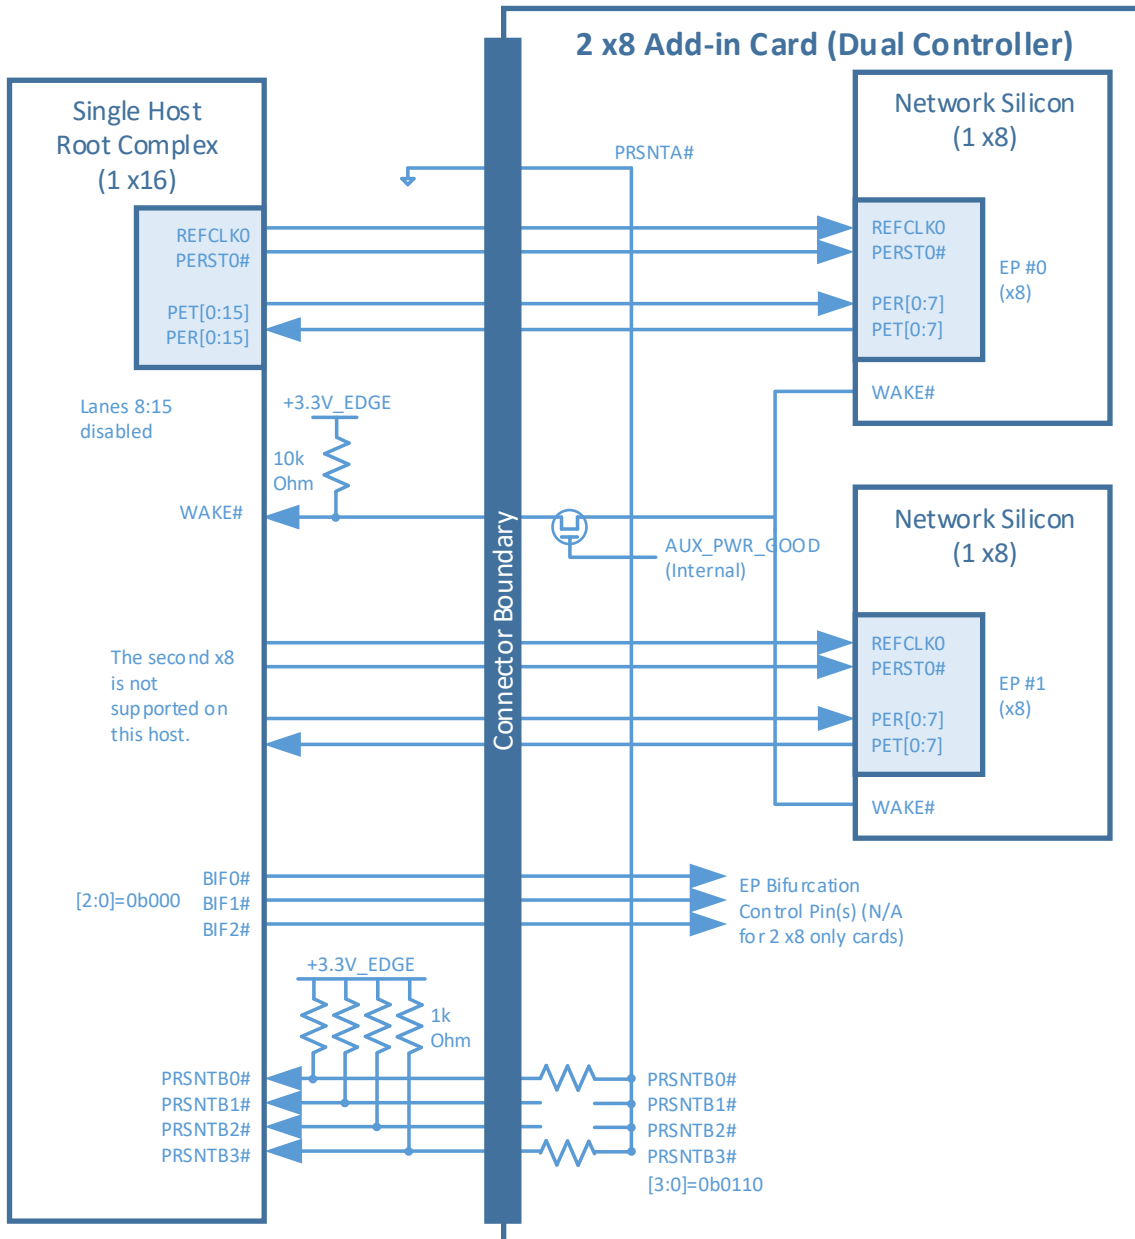 2 x8 Add-in Card (Dual Controller)
Single Host
Root Complex
(1 x16)
REFCLK0
PERST0#
PET[0:15]
PER[0:15]
Lanes 8:15
disabled
+3.3V_EDGE
10k
Ohm
WAKE#
The second x8
is not
supported on
this host.
[2:0]=0b000
BIF0#
BIF1#
BIF2#
+3.3V_EDGE
1k
Ohm
PRSNTB0#
PRSNTB1#
PRSNTB2#
PRSNTB3#
Connector Boundary
PRSNTA#
Network Silicon
(1 x8)
REFCLK0
PERST0#
PER[0:7]
PET[0:7]
EP #0
(x8)
WAKE#
AUX_PWR_GOOD
(Internal)
Network Silicon
(1 x8)
REFCLK0
PERST0#
PER[0:7]
PET[0:7]
EP #1
(x8)
WAKE#
EP Bifurcation
Control Pin(s) (N/A
for 2 x8 only cards)
PRSNTB0#
PRSNTB1#
PRSNTB2#
PRSNTB3#
[3:0]=0b0110